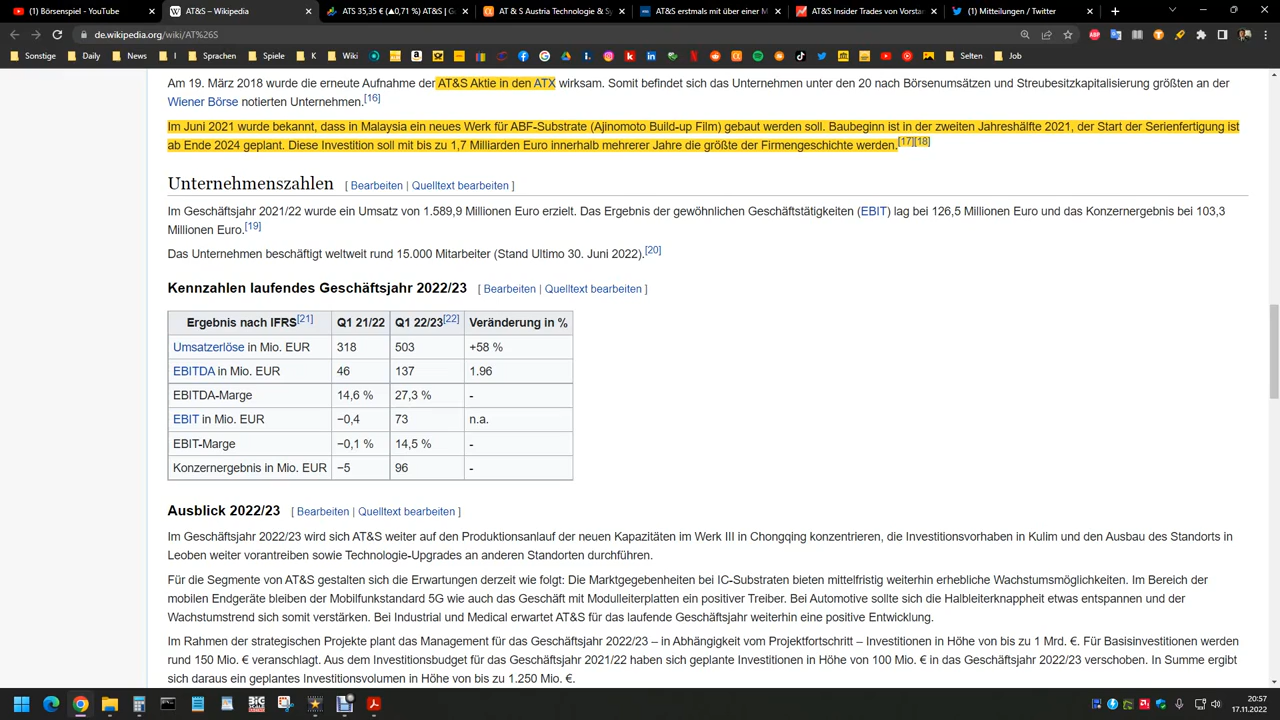 (1) Börsenspiel - YouTube
AT&S – Wikipedia
ATS 35,35 € (▲0,71 %) AT&S | G
AT & S Austria Technologie & Sy
AT&S erstmals mit über einer M
AT&S Insider Trades von Vorsta
(1) Mitteilungen / Twitter
de.wikipedia.org/wiki/AT%26S
Sonstige
Daily
News
I
Sprachen
Spiele
K
Wiki
Selten
Job
Am 19. März 2018 wurde die erneute Aufnahme der AT&S Aktie in den ATX wirksam. Somit befindet sich das Unternehmen unter den 20 nach Börsenumsätzen und Streubesitzkapitalisierung größten an der
Wiener Börse notierten Unternehmen.[16]
Im Juni 2021 wurde bekannt, dass in Malaysia ein neues Werk für ABF-Substrate (Ajinomoto Build-up Film) gebaut werden soll. Baubeginn ist in der zweiten Jahreshälfte 2021, der Start der Serienfertigung ist
ab Ende 2024 geplant. Diese Investition soll mit bis zu 1,7 Milliarden Euro innerhalb mehrerer Jahre die größte der Firmengeschichte werden.[17][18]
Unternehmenszahlen [ Bearbeiten | Quelltext bearbeiten ]
Im Geschäftsjahr 2021/22 wurde ein Umsatz von 1.589,9 Millionen Euro erzielt. Das Ergebnis der gewöhnlichen Geschäftstätigkeiten (EBIT) lag bei 126,5 Millionen Euro und das Konzernergebnis bei 103,3
Millionen Euro.[19]
Das Unternehmen beschäftigt weltweit rund 15.000 Mitarbeiter (Stand Ultimo 30. Juni 2022).[20]
Kennzahlen laufendes Geschäftsjahr 2022/23 [ Bearbeiten | Quelltext bearbeiten ]
Ergebnis nach IFRS[21] Q1 21/22 Q1 22/23[22] Veränderung in %
Umsatzerlöse in Mio. EUR 318 503 +58 %
EBITDA in Mio. EUR 46 137 1.96
EBITDA-Marge 14,6 % 27,3 % -
EBIT in Mio. EUR −0,4 73 n.a.
EBIT-Marge −0,1 % 14,5 % -
Konzernergebnis in Mio. EUR −5 96 -
Ausblick 2022/23 [ Bearbeiten | Quelltext bearbeiten ]
Im Geschäftsjahr 2022/23 wird sich AT&S weiter auf den Produktionsanlauf der neuen Kapazitäten im Werk III in Chongqing konzentrieren, die Investitionsvorhaben in Kulim und den Ausbau des Standorts in
Leoben weiter vorantreiben sowie Technologie-Upgrades an anderen Standorten durchführen.
Für die Segmente von AT&S gestalten sich die Erwartungen derzeit wie folgt: Die Marktgegebenheiten bei IC-Substraten bieten mittelfristig weiterhin erhebliche Wachstumsmöglichkeiten. Im Bereich der
mobilen Endgeräte bleiben der Mobilfunkstandard 5G wie auch das Geschäft mit Modulleiterplatten ein positiver Treiber. Bei Automotive sollte sich die Halbleiterknappheit etwas entspannen und der
Wachstumstrend sich somit verstärken. Bei Industrial und Medical erwartet AT&S für das laufende Geschäftsjahr weiterhin eine positive Entwicklung.
Im Rahmen der strategischen Projekte plant das Management für das Geschäftsjahr 2022/23 – in Abhängigkeit vom Projektfortschritt – Investitionen in Höhe von bis zu 1 Mrd. €. Für Basisinvestitionen werden
rund 150 Mio. € veranschlagt. Aus dem Investitionsbudget für das Geschäftsjahr 2021/22 haben sich geplante Investitionen in Höhe von 100 Mio. € in das Geschäftsjahr 2022/23 verschoben. In Summe ergibt
sich daraus ein geplantes Investitionsvolumen in Höhe von bis zu 1.250 Mio. €.
20:57
17.11.2022